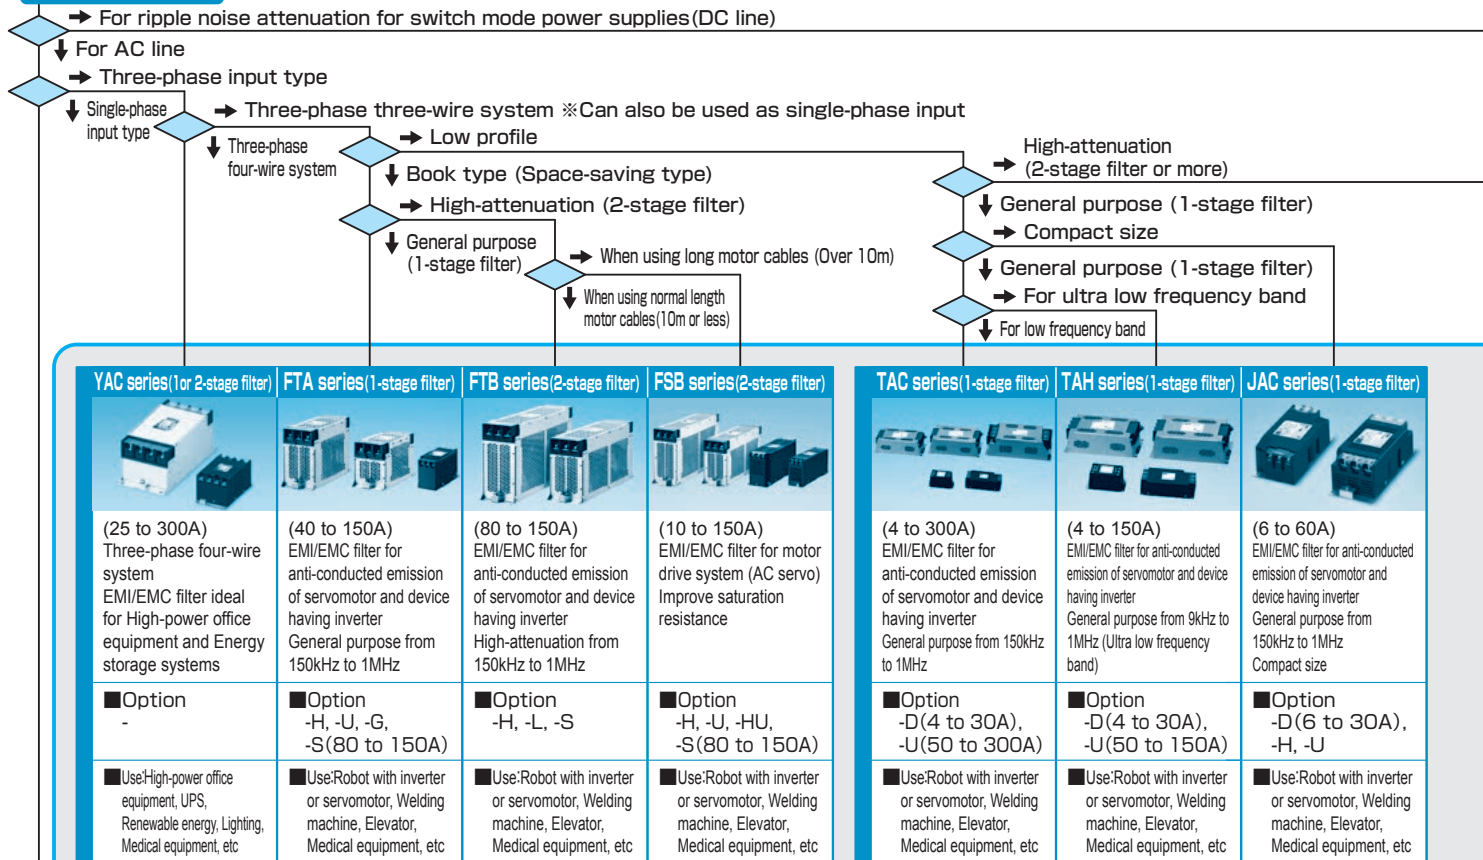 ➔ For ripple noise attenuation for switch mode power supplies(DC line)
For AC line
➔ Three-phase input type
Single-phase
input type
➔ Three-phase three-wire system ※Can also be used as single-phase input
Three-phase
four-wire system
➔ Low profile
Book type (Space-saving type)
➔ High-attenuation (2-stage filter)
General purpose
(1-stage filter)
➔ When using long motor cables (Over 10m)
When using normal length
motor cables(10m or less)
High-attenuation
(2-stage filter or more)
General purpose (1-stage filter)
➔ Compact size
General purpose (1-stage filter)
➔ For ultra low frequency band
For low frequency band
YAC series(1or 2-stage filter)
(25 to 300A)
Three-phase four-wire
system
EMI/EMC filter ideal
for High-power office
equipment and Energy
storage systems
■Option
-
■Use:High-power office
equipment, UPS,
Renewable energy, Lighting,
Medical equipment, etc
FTA series(1-stage filter)
(40 to 150A)
EMI/EMC filter for
anti-conducted emission
of servomotor and device
having inverter
General purpose from
150kHz to 1MHz
■Option
-H, -U, -G,
-S(80 to 150A)
■Use:Robot with inverter
or servomotor, Welding
machine, Elevator,
Medical equipment, etc
FTB series(2-stage filter)
(80 to 150A)
EMI/EMC filter for
anti-conducted emission
of servomotor and device
having inverter
High-attenuation from
150kHz to 1MHz
■Option
-H, -L, -S
■Use:Robot with inverter
or servomotor, Welding
machine, Elevator,
Medical equipment, etc
FSB series(2-stage filter)
(10 to 150A)
EMI/EMC filter for motor
drive system (AC servo)
Improve saturation
resistance
■Option
-H, -U, -HU,
-S(80 to 150A)
■Use:Robot with inverter
or servomotor, Welding
machine, Elevator,
Medical equipment, etc
TAC series(1-stage filter)
(4 to 300A)
EMI/EMC filter for
anti-conducted emission
of servomotor and device
having inverter
General purpose from 150kHz
to 1MHz
■Option
-D(4 to 30A),
-U(50 to 300A)
■Use:Robot with inverter
or servomotor, Welding
machine, Elevator,
Medical equipment, etc
TAH series(1-stage filter)
(4 to 150A)
EMI/EMC filter for anti-conducted
emission of servomotor and device
having inverter
General purpose from 9kHz to
1MHz (Ultra low frequency
band)
■Option
-D(4 to 30A),
-U(50 to 150A)
■Use:Robot with inverter
or servomotor, Welding
machine, Elevator,
Medical equipment, etc
JAC series(1-stage filter)
(6 to 60A)
EMI/EMC filter for anti-conducted
emission of servomotor and
device having inverter
General purpose from
150kHz to 1MHz
Compact size
■Option
-D(6 to 30A),
-H, -U
■Use:Robot with inverter
or servomotor, Welding
machine, Elevator,
Medical equipment, etc